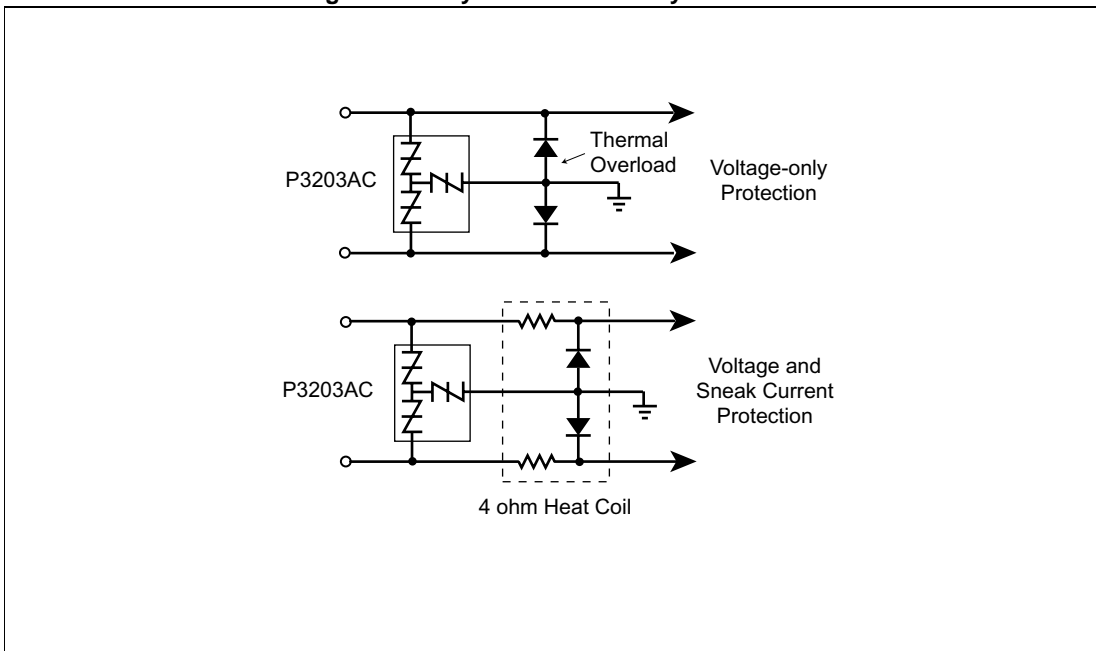 Thermal
Overload
P3203AC
Voltage-only
Protection
P3203AC
Voltage and
Sneak Current
Protection
4 ohm Heat Coil